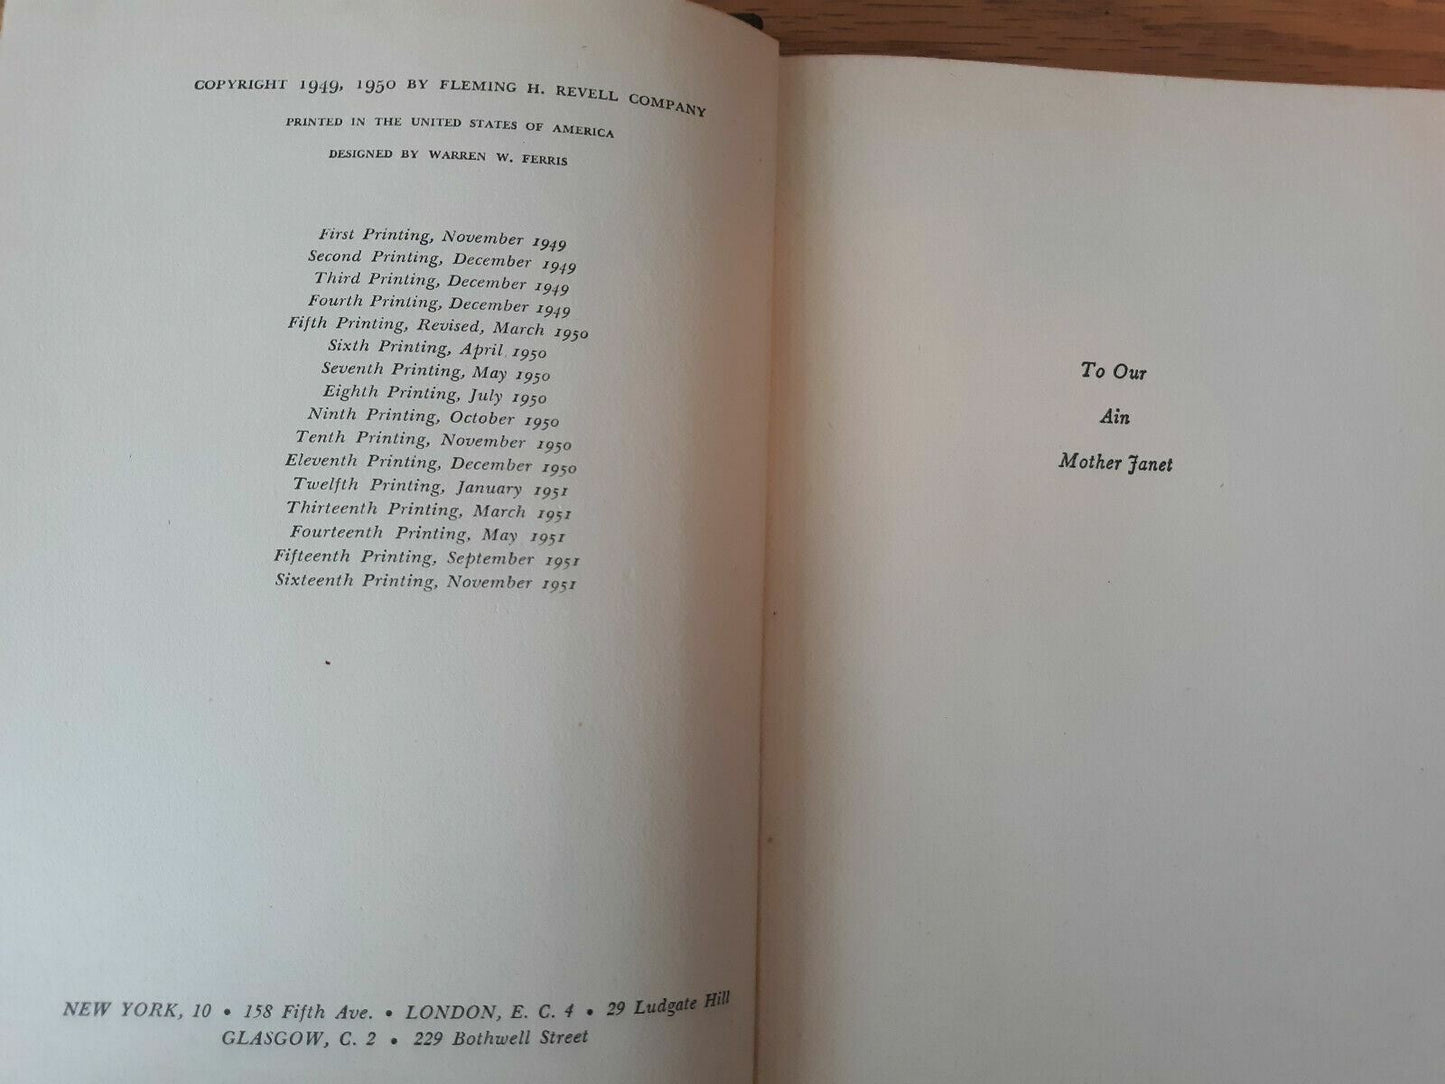 COPYRIGHT 1949, 1950 BY FLEMING H. REVELL COMPANY
PRINTED IN THE UNITED STATES OF AMERICA
DESIGNED BY WARREN W. FERRIS
First Printing, November 1949
Second Printing, December 1949
Third Printing, December 1949
Fourth Printing, December 1949
Fifth Printing, Revised, March 1950
Sixth Printing, April 1950
Seventh Printing, May 1950
Eighth Printing, July 1950
Ninth Printing, October 1950
Tenth Printing, November 1950
Eleventh Printing, December 1950
Twelfth Printing, January 1951
Thirteenth Printing, March 1951
Fourteenth Printing, May 1951
Fifteenth Printing, September 1951
Sixteenth Printing, November 1951
NEW YORK, 10 • 158 Fifth Ave. • LONDON, E. C. 4 • 29 Ludgate Hill
GLASGOW, C. 2 • 229 Bothwell Street
To Our
Ain
Mother Janet